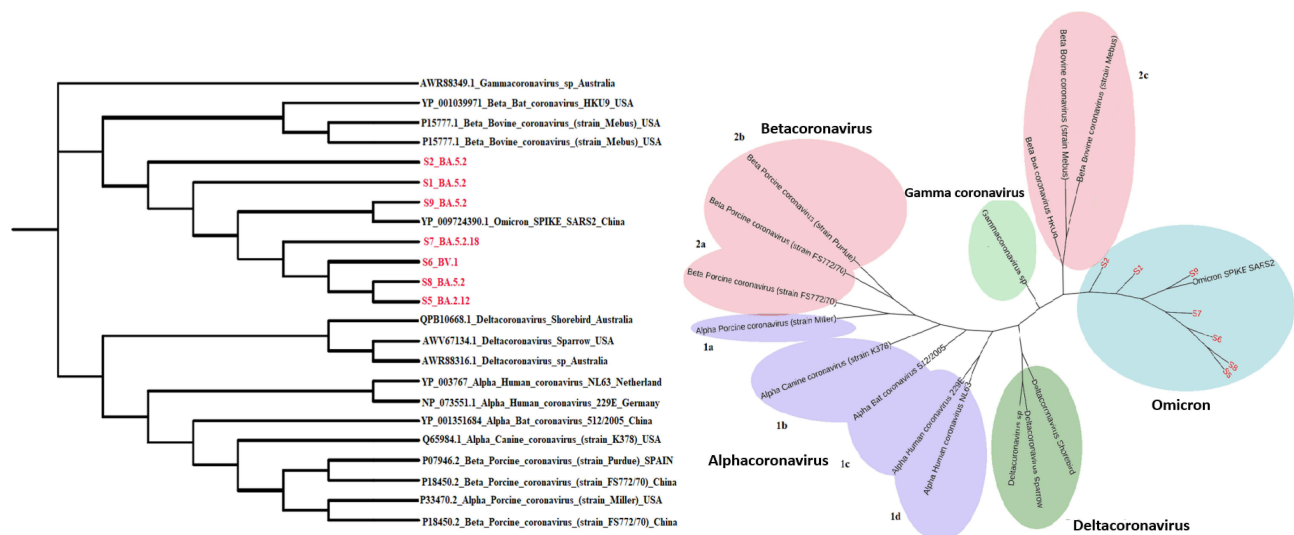 AWR88349.1_Gammacoronavirus_sp_Australia
YP_001039971_Beta_Bat_coronavirus_HKU9_USA
P15777.1_Beta_Bovine_coronavirus_(strain_Mebus)_USA
P15777.1_Beta_Bovine_coronavirus_(strain_Mebus)_USA
S2_BA.5.2
S1_BA.5.2
S9_BA.5.2
YP_009724390.1_Omicron_SPIKE_SARS2_China
S7_BA.5.2.18
S6_BV.1
S8_BA.5.2
S5_BA.2.12
QPB10668.1_Deltacoronavirus_Shorebird_Australia
AWV67134.1_Deltacoronavirus_Sparrow_USA
AWR88316.1_Deltacoronavirus_sp_Australia
YP_003767_Alpha_Human_coronavirus_NL63_Netherland
NP_073551.1_Alpha_Human_coronavirus_229E_Germany
YP_001351684_Alpha_Bat_coronavirus_512/2005_China
Q65984.1_Alpha_Canine_coronavirus_(strain_K378)_USA
P07946.2_Beta_Porcine_coronavirus_(strain_Purdue)_SPAIN
P18450.2_Beta_Porcine_coronavirus_(strain_FS772/70)_China
P33470.2_Alpha_Porcine_coronavirus_(strain_Miller)_USA
P18450.2_Beta_Porcine_coronavirus_(strain_FS772/70)_China
Betacoronavirus
2b
Beta Porcine coronavirus (strain Purdue)
Beta Porcine coronavirus (strain FS772/70)
2a
Beta Porcine coronavirus (strain FS772/70)
Alpha Porcine coronavirus (strain Miller)
1a
Alpha Canine coronavirus (strain K378)
1b
Alpha Bat coronavirus 512/2005
Alphacoronavirus
1c
Alpha Human coronavirus 229E
Alpha Human coronavirus NL63
1d
Gamma coronavirus
Gammacoronavirus sp
2c
Beta Bat coronavirus HKU9
Beta Bovine coronavirus (strain Mebus)
Beta Bovine coronavirus (strain Mebus)
S2
S1
S9
Omicron SPIKE SARS2
S7
S6
S8
S5
Omicron
Deltacoronavirus sp
Deltacoronavirus Sparrow
Deltacoronavirus Shorebird
Deltacoronavirus